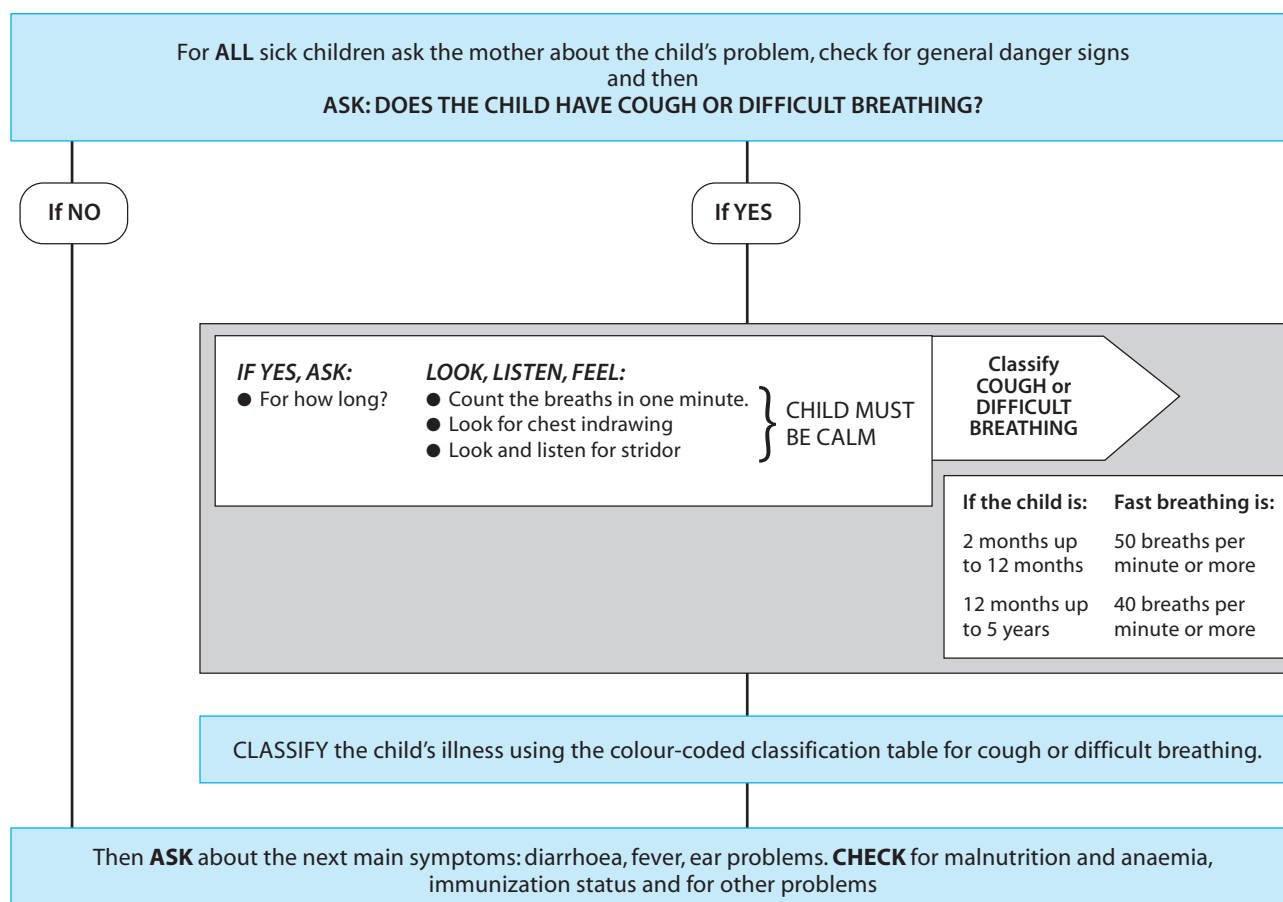 For ALL sick children ask the mother about the child’s problem, check for general danger signs
and then
ASK: DOES THE CHILD HAVE COUGH OR DIFFICULT BREATHING?
If NO
If YES
IF YES, ASK:
● For how long?
LOOK, LISTEN, FEEL:
● Count the breaths in one minute.
● Look for chest indrawing
● Look and listen for stridor
CHILD MUST
BE CALM
Classify
COUGH or
DIFFICULT
BREATHING
If the child is: Fast breathing is:
2 months up 50 breaths per
to 12 months minute or more
12 months up 40 breaths per
to 5 years minute or more
CLASSIFY the child’s illness using the colour-coded classification table for cough or difficult breathing.
Then ASK about the next main symptoms: diarrhoea, fever, ear problems. CHECK for malnutrition and anaemia,
immunization status and for other problems